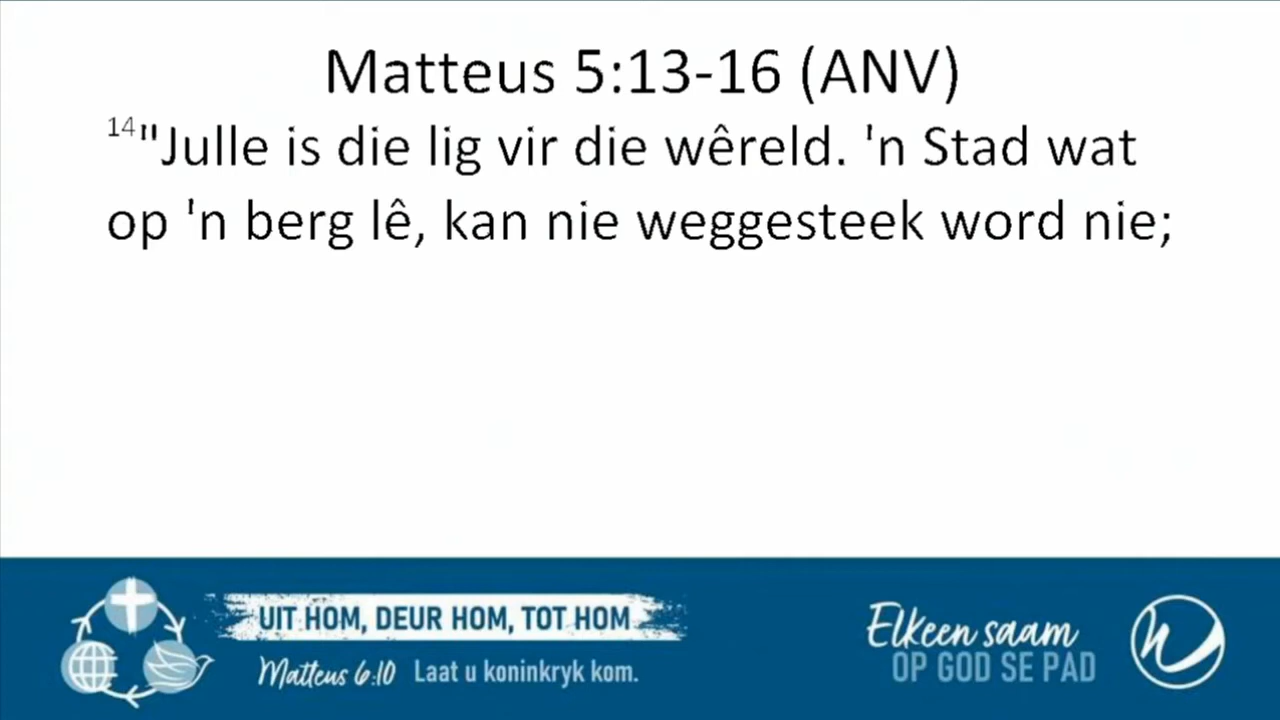 Matteus 5:13-16 (ANV)
14"Julle is die lig vir die wêreld. 'n Stad wat
op 'n berg lê, kan nie weggesteek word nie;
UIT HOM, DEUR HOM, TOT HOM
Matteus 6:10 Laat u koninkryk kom.
Elkeen saam
OP GOD SE PAD